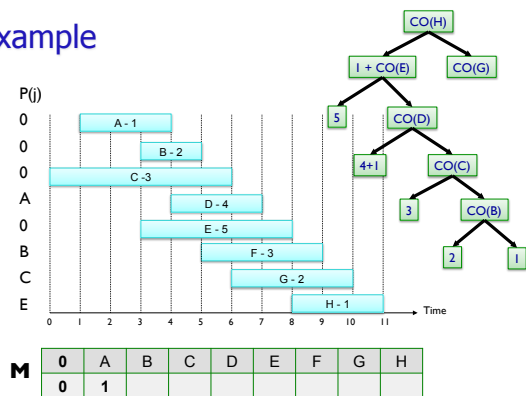 xample
CO(H)
1 + CO(E) CO(G)
5 CO(D)
4+1 CO(C)
3 CO(B)
2 1
P(j)
0 A - 1
0 B - 2
0 C -3
A D - 4
0 E - 5
B F - 3
C G - 2
E H - 1
Time
0 1 2 3 4 5 6 7 8 9 10 11
M 0 A B C D E F G H
0 1